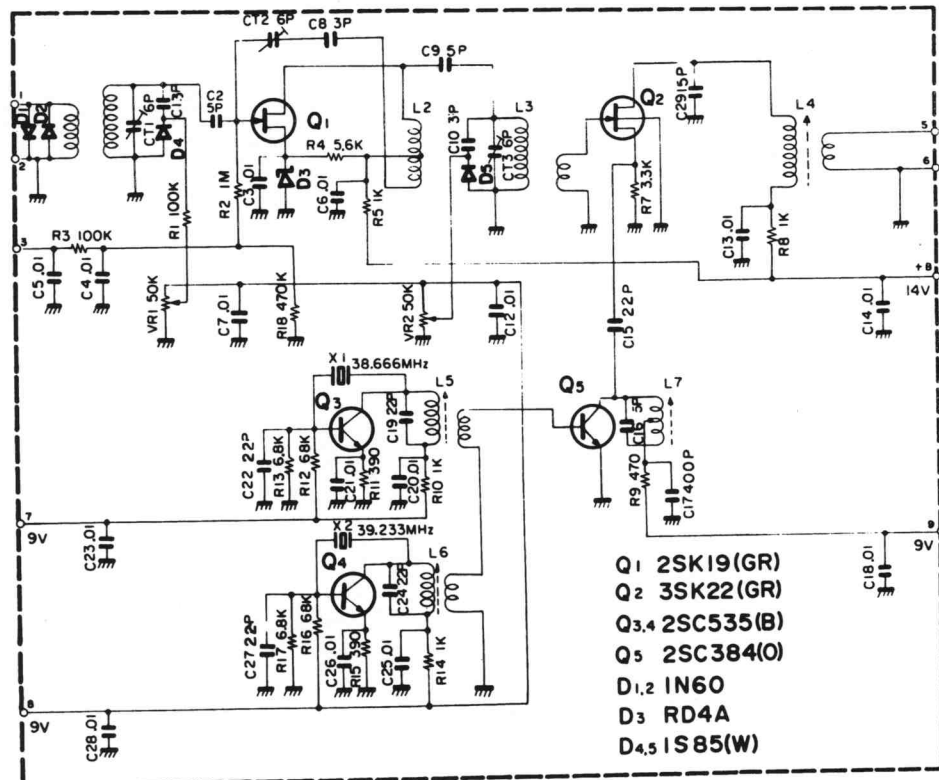 CT2 6P
C8 3P
C9 5P
C2 5P
C1 3P
CT1 6P
D1
D2
D4
Q1
R4 5.6K
D3
C3 .01
R2 1M
C6 .01
R5 1K
L2
C10 3P
D5
CT3 6P
L3
Q2
R7 3.3K
C29 15P
L4
C13 .01
R8 1K
1
2
3
5
6
+B
14V
R3 100K
R1 100K
C5 .01
C4 .01
VR1 50K
C7 .01
R18 470K
VR2 50K
C12 .01
C15 22P
C14 .01
X1
38.666MHz
Q3
C19 22P
L5
C22 22P
R13 6.8K
R12 68K
C21 .01
R11 390
C20 .01
R10 1K
Q5
C16 5P
L7
R9 470
C17 400P
7
9V
C23 .01
9
9V
C18 .01
X2
39.233MHz
Q4
C24 22P
L6
C27 22P
R17 6.8K
R16 68K
C26 .01
R15 390
C25 .01
R14 1K
8
9V
C28 .01
Q1 2SK19(GR)
Q2 3SK22(GR)
Q3,4 2SC535(B)
Q5 2SC384(O)
D1,2 1N60
D3 RD4A
D4,5 1S85(W)